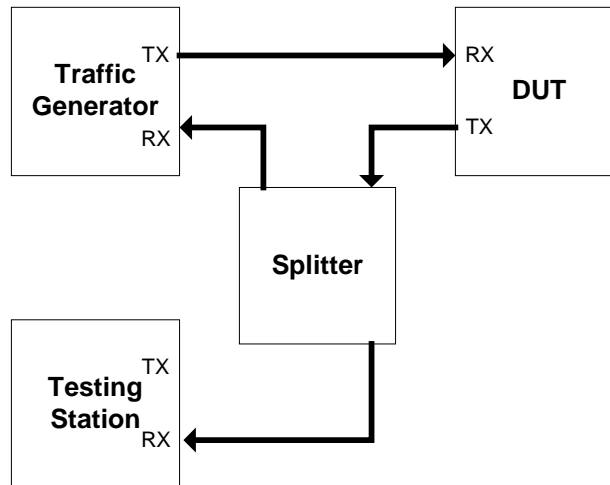 Traffic
Generator
TX
RX
RX
DUT
TX
Splitter
Testing
Station
TX
RX